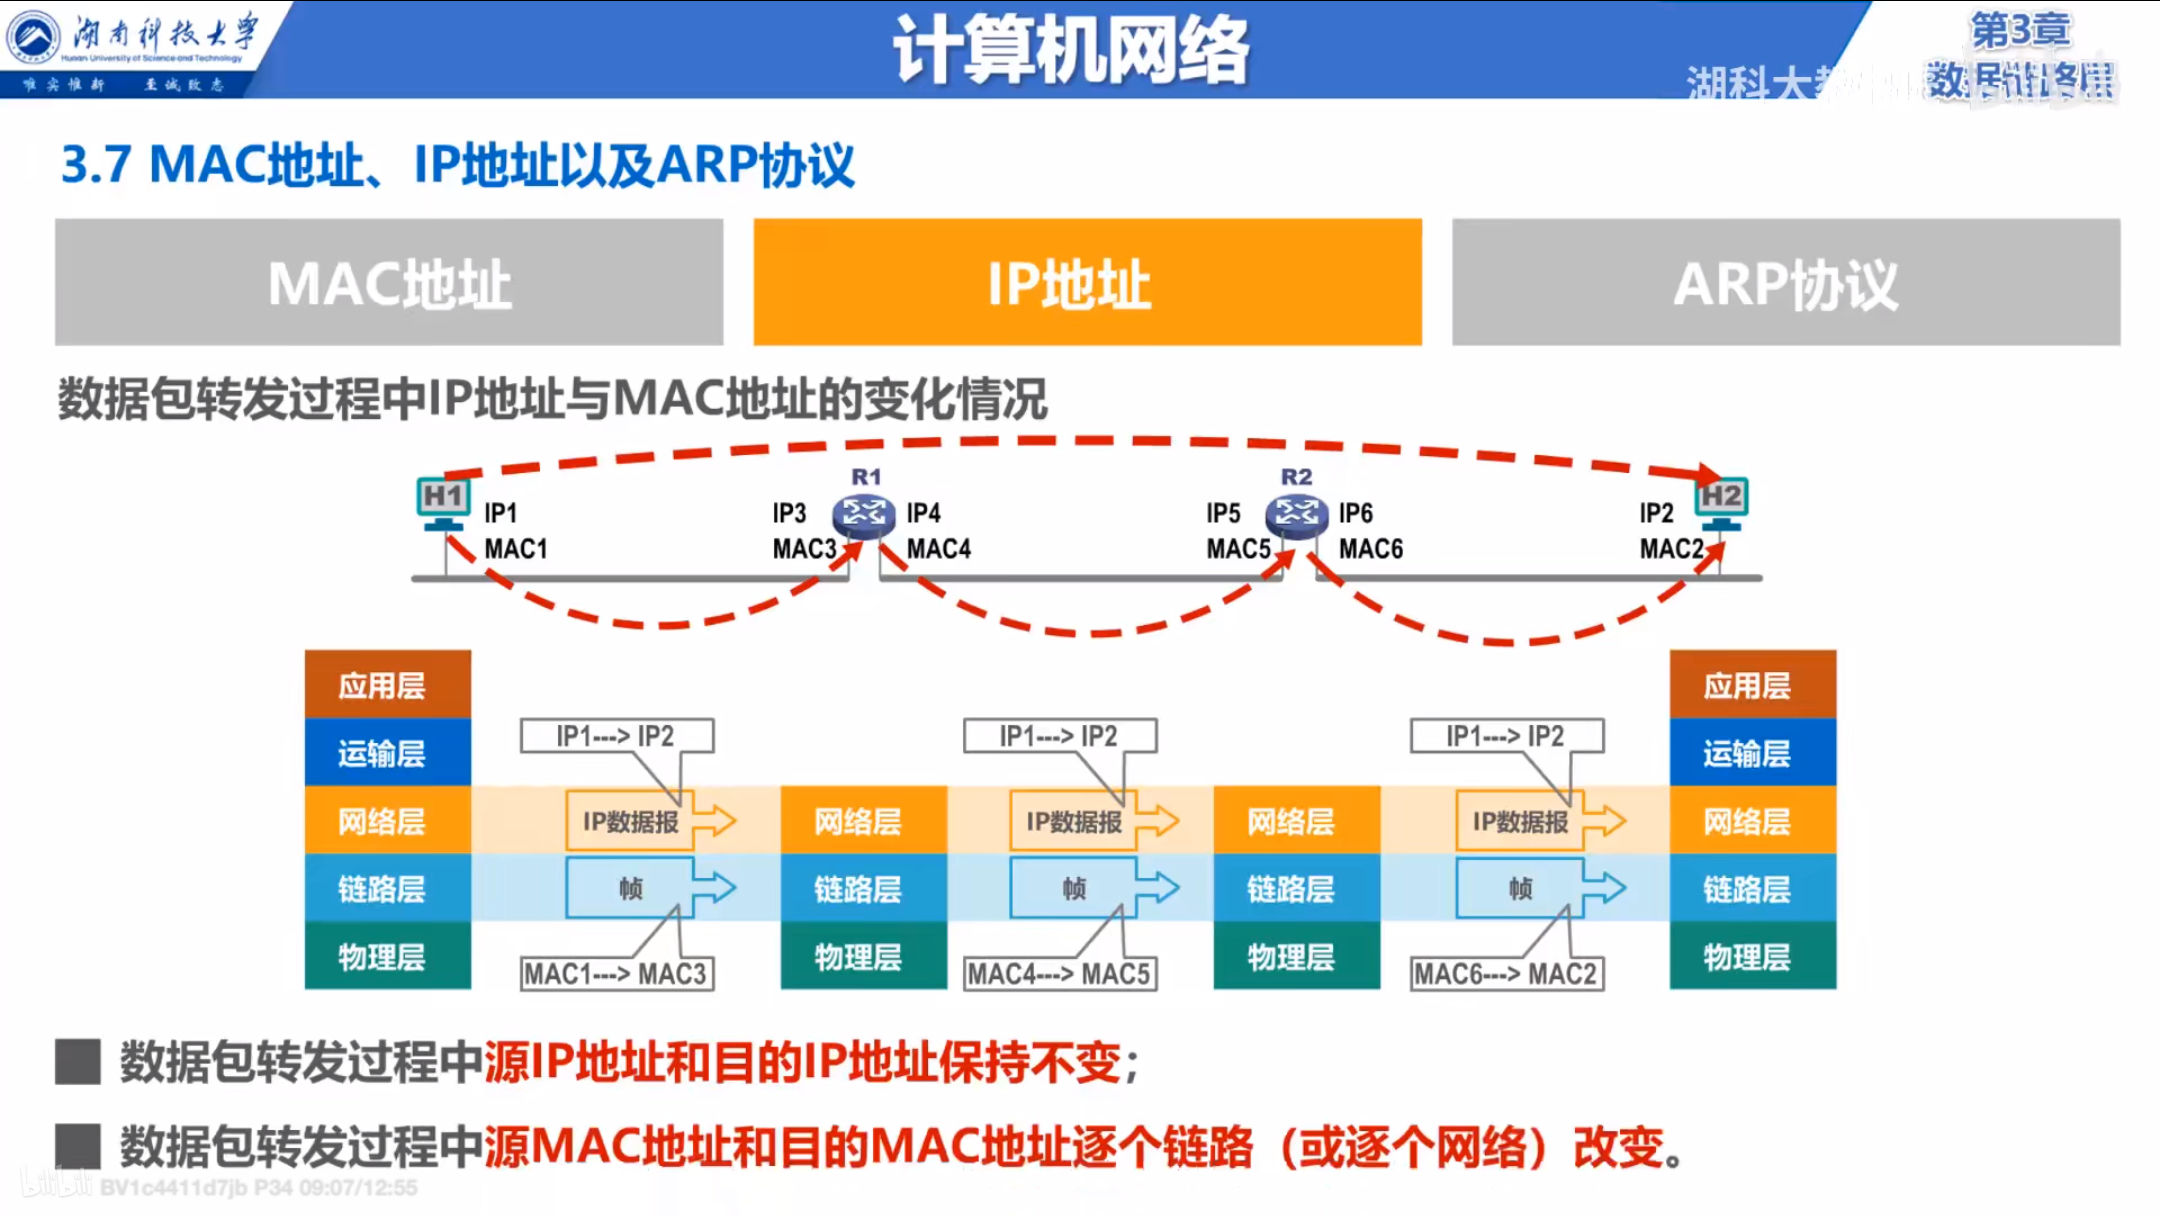 湖南科技大学
Hunan University of Science and Technology
唯实惟新 至诚致志
计算机网络
第3章
数据链路层
湖科大教
3.7 MAC地址、IP地址以及ARP协议
MAC地址
IP地址
ARP协议
数据包转发过程中IP地址与MAC地址的变化情况
H1
IP1
MAC1
R1
IP3
MAC3
IP4
MAC4
R2
IP5
MAC5
IP6
MAC6
H2
IP2
MAC2
应用层
运输层
网络层
链路层
物理层
IP1---> IP2
IP数据报
帧
MAC1---> MAC3
网络层
链路层
物理层
IP1---> IP2
IP数据报
帧
MAC4---> MAC5
网络层
链路层
物理层
IP1---> IP2
IP数据报
帧
MAC6---> MAC2
应用层
运输层
网络层
链路层
物理层
数据包转发过程中源IP地址和目的IP地址保持不变；
数据包转发过程中源MAC地址和目的MAC地址逐个链路（或逐个网络）改变。
bilibili BV1c4411d7jb P34 09:07/12:55